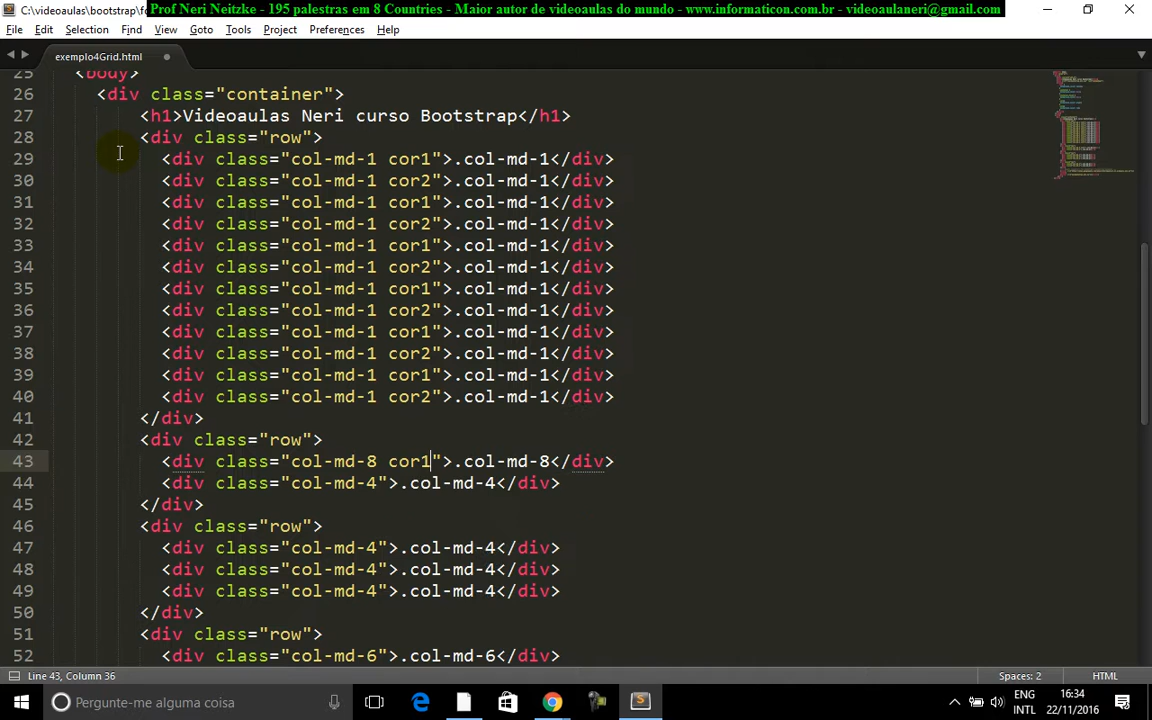 C:\videoaulas\bootstrap\fo
Prof Neri Neitzke - 195 palestras em 8 Countries - Maior autor de videoaulas do mundo - www.informaticon.com.br - videoaulaneri@gmail.com
File Edit Selection Find View Goto Tools Project Preferences Help
exemplo4Grid.html
25 <body>
26 <div class="container">
27 <h1>Videoaulas Neri curso Bootstrap</h1>
28 <div class="row">
29 <div class="col-md-1 cor1">.col-md-1</div>
30 <div class="col-md-1 cor2">.col-md-1</div>
31 <div class="col-md-1 cor1">.col-md-1</div>
32 <div class="col-md-1 cor2">.col-md-1</div>
33 <div class="col-md-1 cor1">.col-md-1</div>
34 <div class="col-md-1 cor2">.col-md-1</div>
35 <div class="col-md-1 cor1">.col-md-1</div>
36 <div class="col-md-1 cor2">.col-md-1</div>
37 <div class="col-md-1 cor1">.col-md-1</div>
38 <div class="col-md-1 cor2">.col-md-1</div>
39 <div class="col-md-1 cor1">.col-md-1</div>
40 <div class="col-md-1 cor2">.col-md-1</div>
41 </div>
42 <div class="row">
43 <div class="col-md-8 cor1">.col-md-8</div>
44 <div class="col-md-4">.col-md-4</div>
45 </div>
46 <div class="row">
47 <div class="col-md-4">.col-md-4</div>
48 <div class="col-md-4">.col-md-4</div>
49 <div class="col-md-4">.col-md-4</div>
50 </div>
51 <div class="row">
52 <div class="col-md-6">.col-md-6</div>
Line 43, Column 36 Spaces: 2 HTML
Pergunte-me alguma coisa
ENG
INTL
16:34
22/11/2016